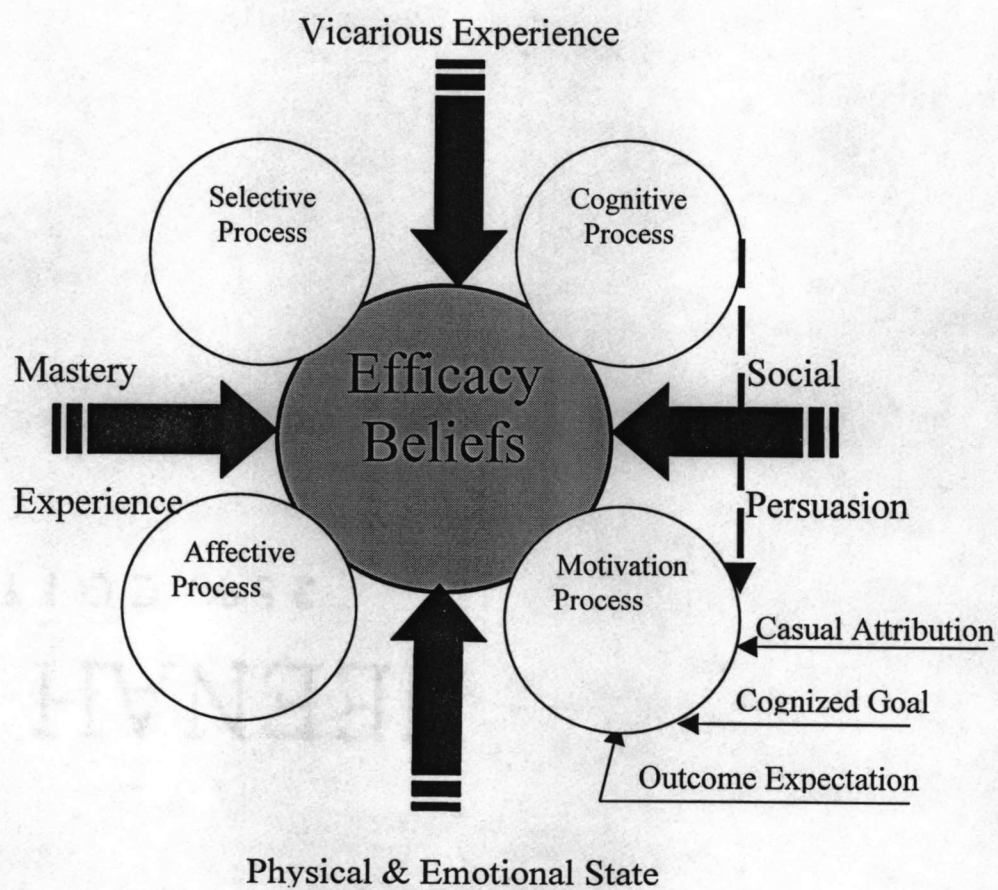 Vicarious Experience
Selective
Process
Cognitive
Process
Efficacy
Beliefs
Mastery
Experience
Social
Persuasion
Affective
Process
Motivation
Process
Casual Attribution
Cognized Goal
Outcome Expectation
Physical & Emotional State